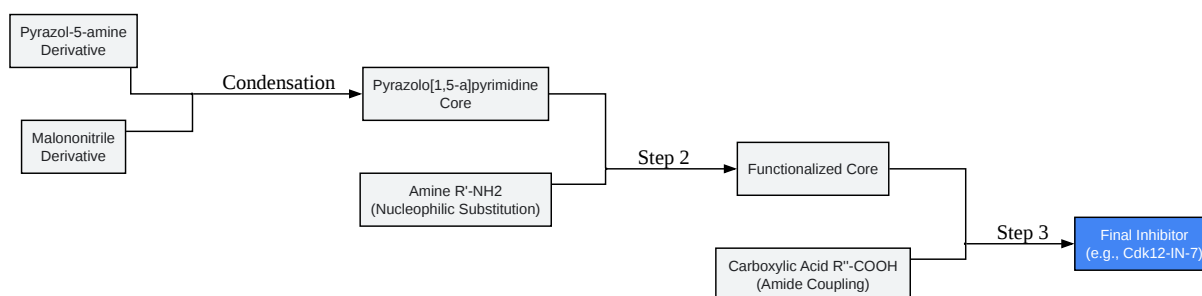 Pyrazol-5-amine
Derivative
Condensation
Malononitrile
Derivative
Pyrazolo[1,5-a]pyrimidine
Core
Amine R'-NH2
(Nucleophilic Substitution)
Step 2
Functionalized Core
Carboxylic Acid R''-COOH
(Amide Coupling)
Step 3
Final Inhibitor
(e.g., Cdk12-IN-7)